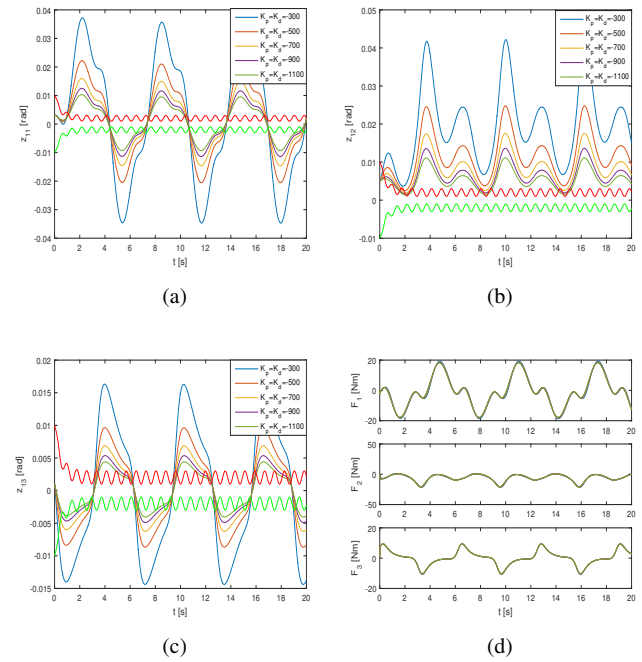 0.04
0.03
0.02
0.01
0
-0.01
-0.02
-0.03
-0.04
z11 [rad]
0 2 4 6 8 10 12 14 16 18 20
t [s]
Kp=Kd=-300
Kp=Kd=-500
Kp=Kd=-700
Kp=Kd=-900
Kp=Kd=-1100
(a)
0.05
0.04
0.03
0.02
0.01
0
-0.01
z12 [rad]
0 2 4 6 8 10 12 14 16 18 20
t [s]
Kp=Kd=-300
Kp=Kd=-500
Kp=Kd=-700
Kp=Kd=-900
Kp=Kd=-1100
(b)
0.02
0.015
0.01
0.005
0
-0.005
-0.01
-0.015
z13 [rad]
0 2 4 6 8 10 12 14 16 18 20
t [s]
Kp=Kd=-300
Kp=Kd=-500
Kp=Kd=-700
Kp=Kd=-900
Kp=Kd=-1100
(c)
20
0
-20
F1 [Nm]
0 2 4 6 8 10 12 14 16 18 20
50
0
-50
F2 [Nm]
0 2 4 6 8 10 12 14 16 18 20
20
0
-20
F3 [Nm]
0 2 4 6 8 10 12 14 16 18 20
t [s]
(d)